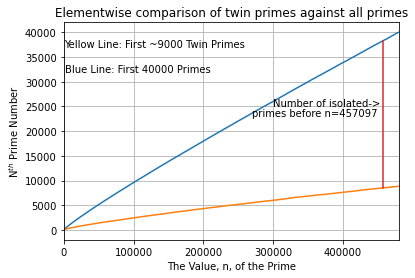 Elementwise comparison of twin primes against all primes
40000
35000
30000
25000
20000
15000
10000
5000
0
N^th Prime Number
Yellow Line: First ~9000 Twin Primes
Blue Line: First 40000 Primes
Number of isolated->
primes before n=457097
0 100000 200000 300000 400000
The Value, n, of the Prime